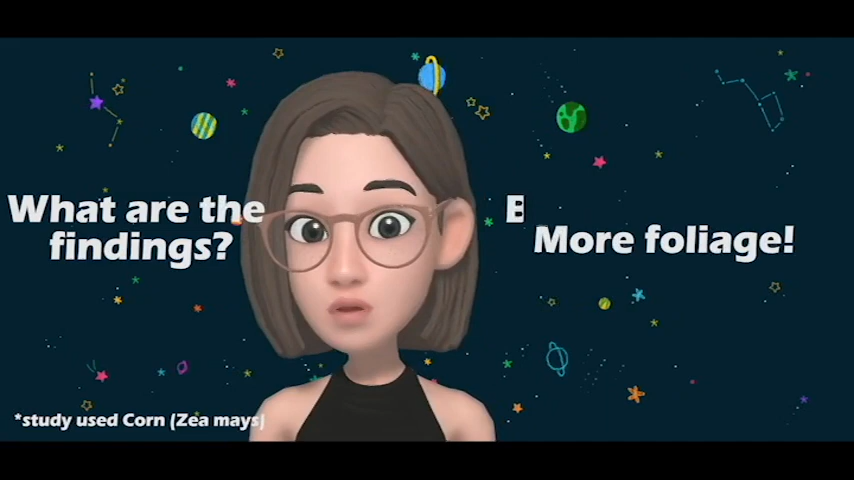 What are the
findings?
B
More foliage!
*study used Corn (Zea mays)